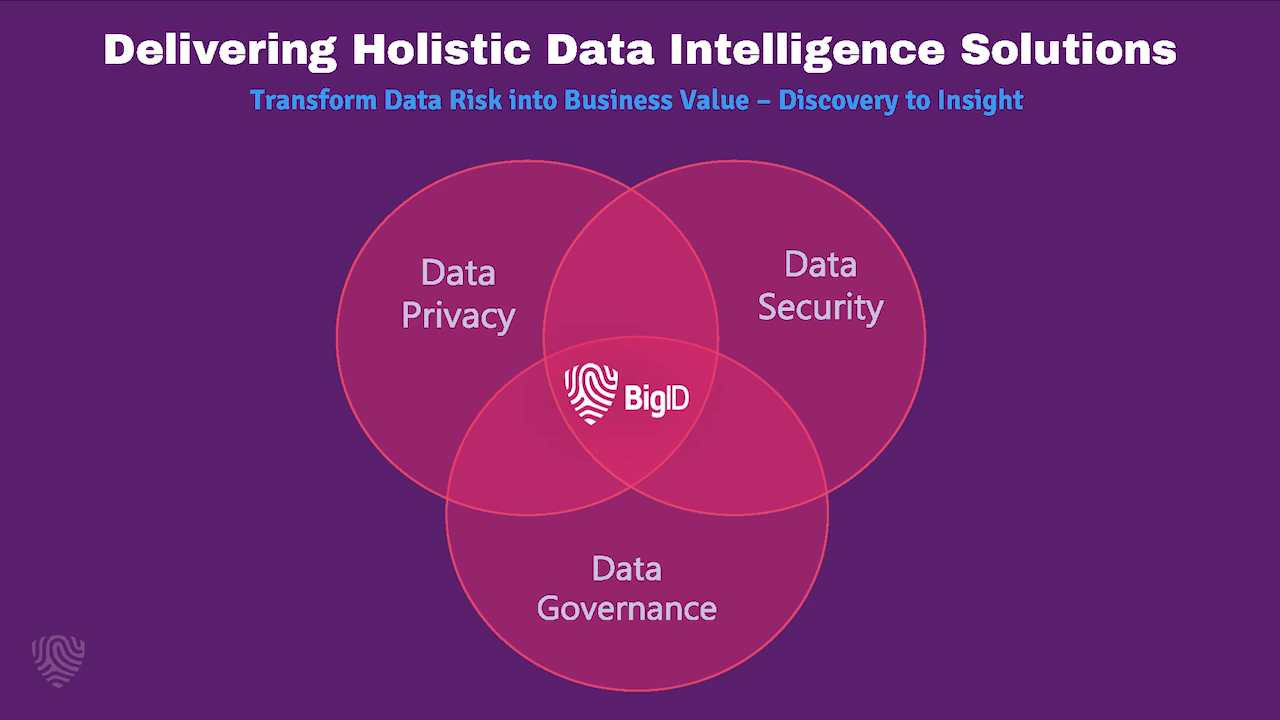 Delivering Holistic Data Intelligence Solutions
Transform Data Risk into Business Value – Discovery to Insight
Data
Privacy
Data
Security
BigID
Data
Governance